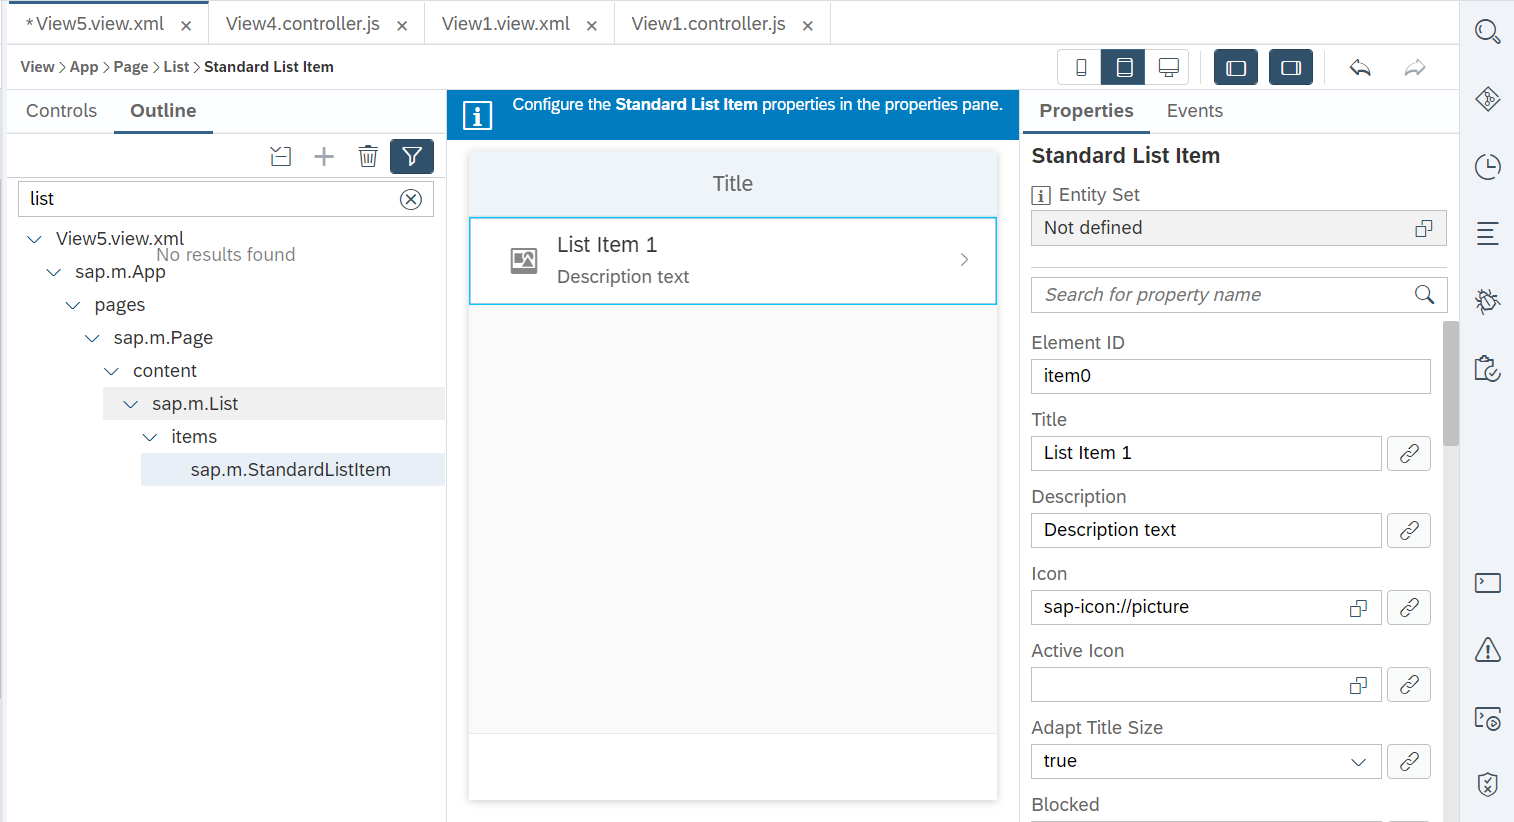 *View5.view.xml
View4.controller.js
View1.view.xml
View1.controller.js
View > App > Page > List > Standard List Item
Controls
Outline
list
View5.view.xml
No results found
sap.m.App
pages
sap.m.Page
content
sap.m.List
items
sap.m.StandardListItem
Configure the Standard List Item properties in the properties pane.
Title
List Item 1
Description text
Properties
Events
Standard List Item
Entity Set
Not defined
Search for property name
Element ID
item0
Title
List Item 1
Description
Description text
Icon
sap-icon://picture
Active Icon
Adapt Title Size
true
Blocked